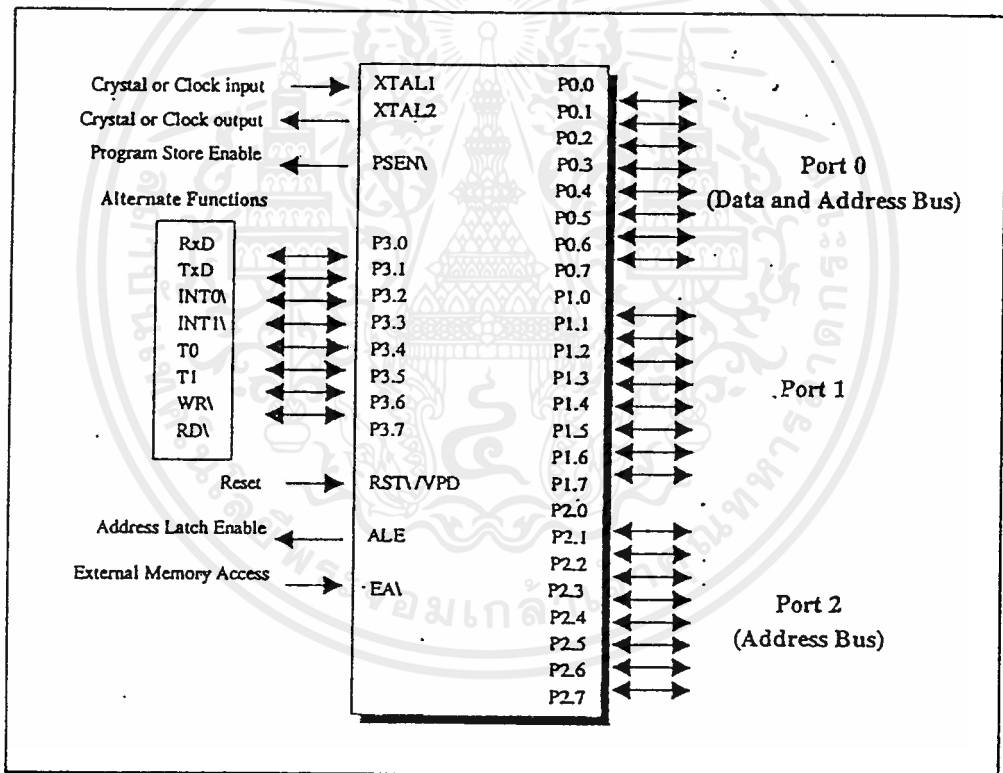 Crystal or Clock input
Crystal or Clock output
Program Store Enable
Alternate Functions
RxD
TxD
INT0\
INT1\
T0
T1
WR\
RD\
Reset
Address Latch Enable
External Memory Access
XTAL1
XTAL2
PSEN\
P3.0
P3.1
P3.2
P3.3
P3.4
P3.5
P3.6
P3.7
RST\/VPD
ALE
EA\
P0.0
P0.1
P0.2
P0.3
P0.4
P0.5
P0.6
P0.7
P1.0
P1.1
P1.2
P1.3
P1.4
P1.5
P1.6
P1.7
P2.0
P2.1
P2.2
P2.3
P2.4
P2.5
P2.6
P2.7
Port 0
(Data and Address Bus)
Port 1
Port 2
(Address Bus)